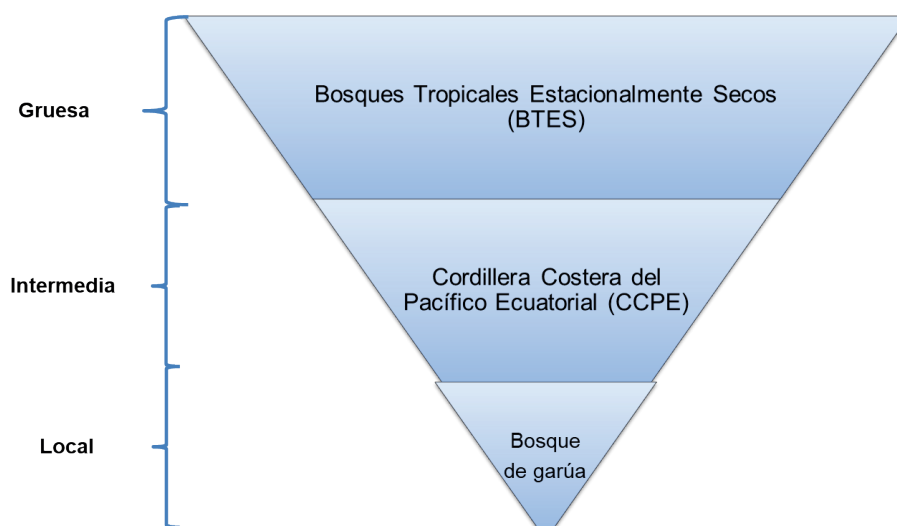 Gruesa
Bosques Tropicales Estacionalmente Secos
(BTES)
Intermedia
Cordillera Costera del
Pacífico Ecuatorial (CCPE)
Local
Bosque
de garúa